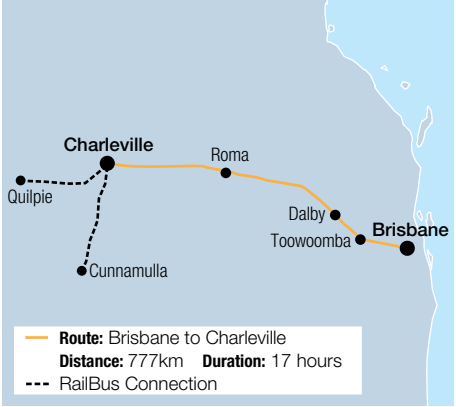 Charleville
Roma
Quilpie
Dalby
Brisbane
Toowoomba
Cunnamulla
Route: Brisbane to Charleville
Distance: 777km Duration: 17 hours
RailBus Connection